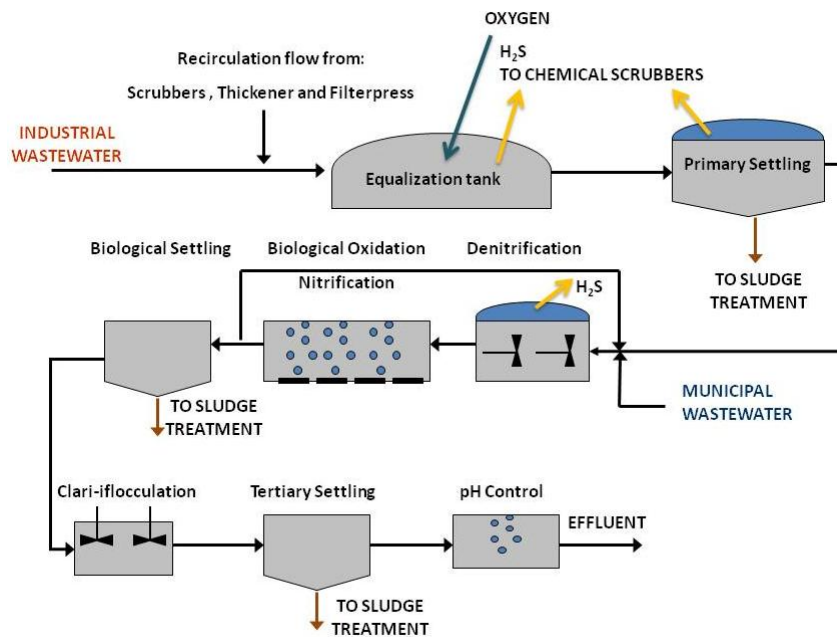 OXYGEN
Recirculation flow from:
Scrubbers , Thickener and Filterpress
H₂S
TO CHEMICAL SCRUBBERS
INDUSTRIAL
WASTEWATER
Equalization tank
Primary Settling
TO SLUDGE
TREATMENT
Biological Settling
Biological Oxidation
Nitrification
Denitrification
H₂S
TO SLUDGE
TREATMENT
MUNICIPAL
WASTEWATER
Clari-iflocculation
Tertiary Settling
pH Control
EFFLUENT
TO SLUDGE
TREATMENT